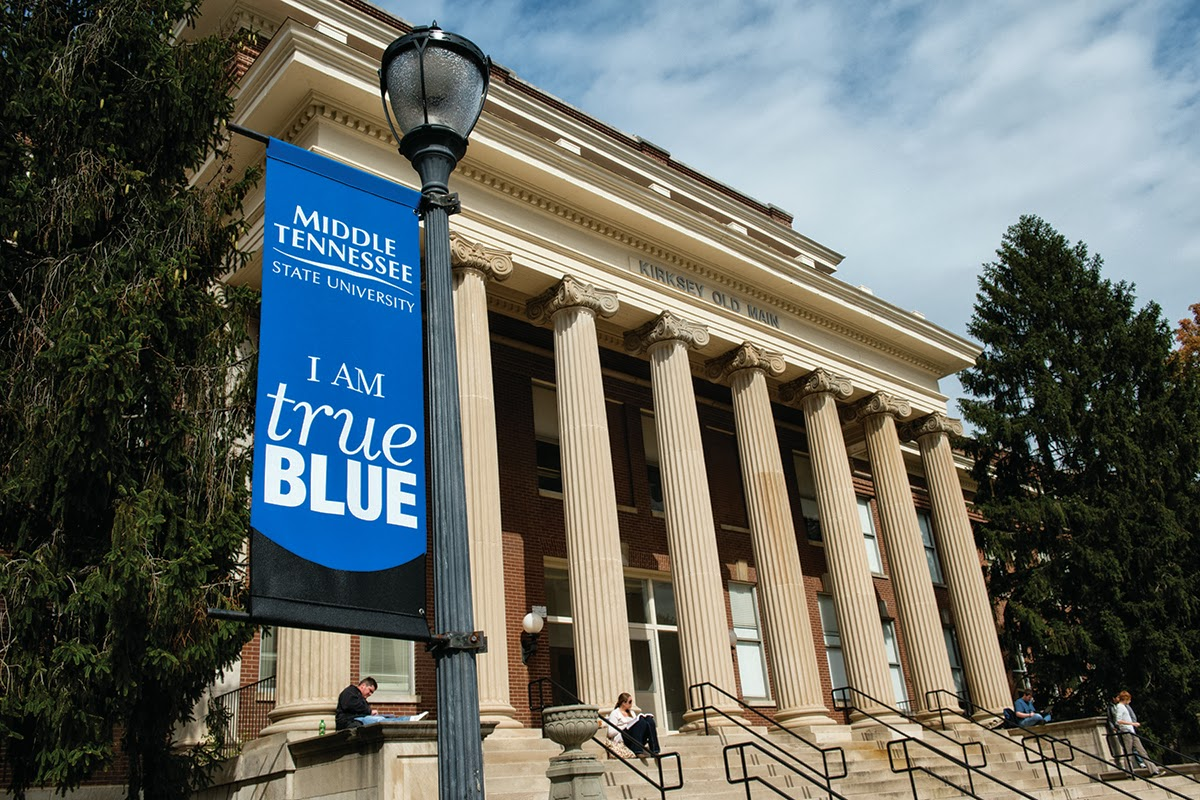 MIDDLE
TENNESSEE
STATE UNIVERSITY
I AM
true
BLUE
KIRKSEY OLD MAIN